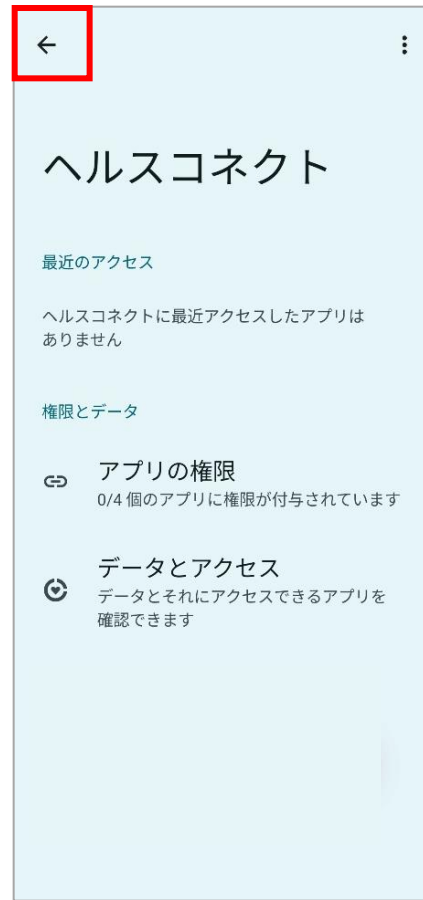 ヘルスコネクト
最近のアクセス
ヘルスコネクトに最近アクセスしたアプリは
ありません
権限とデータ
アプリの権限
0/4 個のアプリに権限が付与されています
データとアクセス
データとそれにアクセスできるアプリを
確認できます